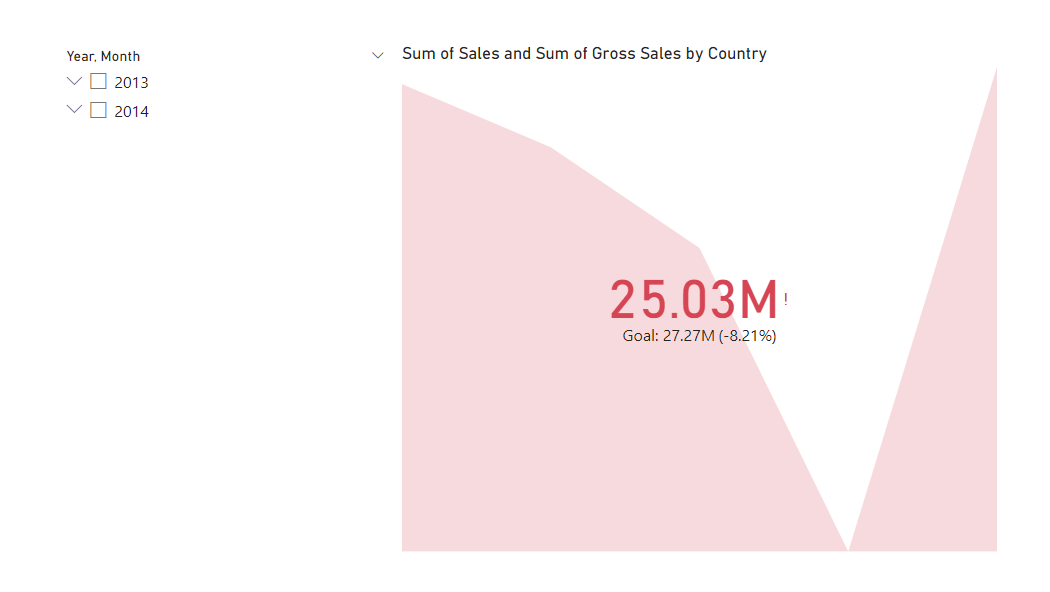 Year, Month
2013
2014
Sum of Sales and Sum of Gross Sales by Country
25.03M!
Goal: 27.27M (-8.21%)